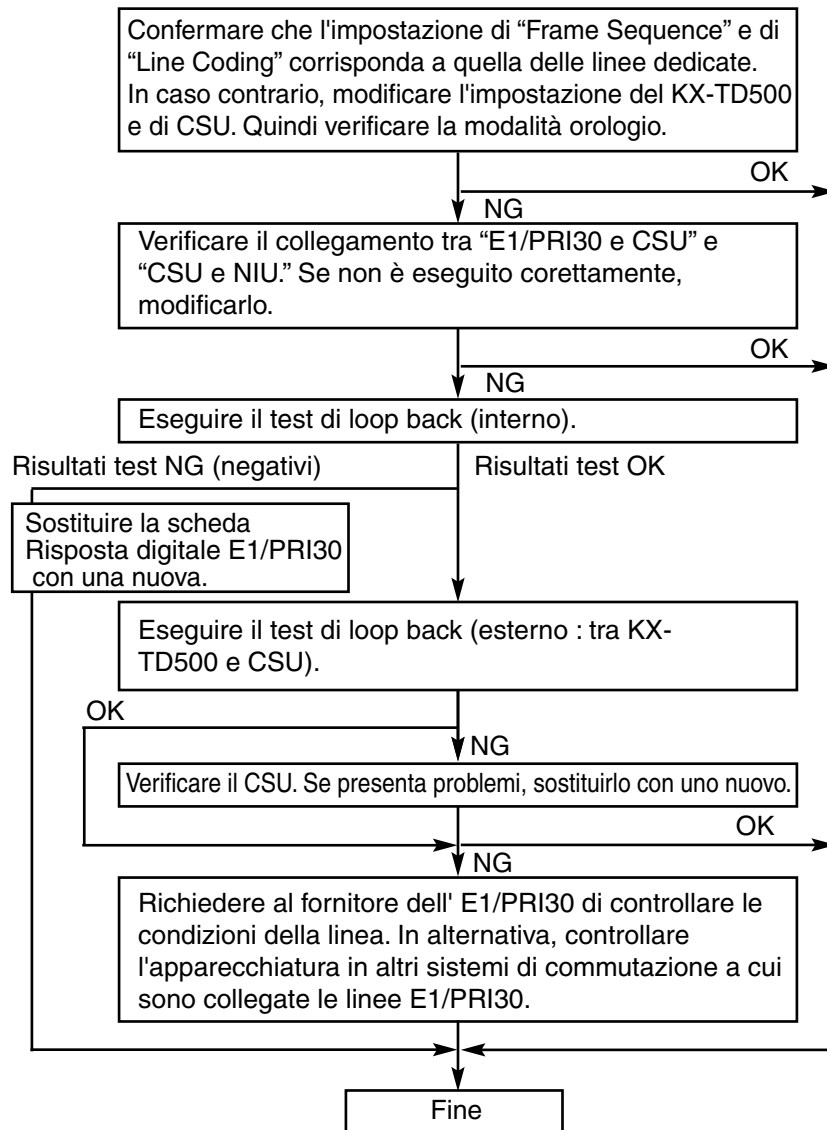 Confermare che l'impostazione di “Frame Sequence” e di
“Line Coding” corrisponda a quella delle linee dedicate.
In caso contrario, modificare l'impostazione del KX-TD500
e di CSU. Quindi verificare la modalità orologio.
OK
NG
Verificare il collegamento tra “E1/PRI30 e CSU” e
“CSU e NIU.” Se non è eseguito corettamente,
modificarlo.
OK
NG
Eseguire il test di loop back (interno).
Risultati test NG (negativi)
Risultati test OK
Sostituire la scheda
Risposta digitale E1/PRI30
con una nuova.
Eseguire il test di loop back (esterno : tra KX-
TD500 e CSU).
OK
NG
Verificare il CSU. Se presenta problemi, sostituirlo con uno nuovo.
OK
NG
Richiedere al fornitore dell' E1/PRI30 di controllare le
condizioni della linea. In alternativa, controllare
l'apparecchiatura in altri sistemi di commutazione a cui
sono collegate le linee E1/PRI30.
Fine